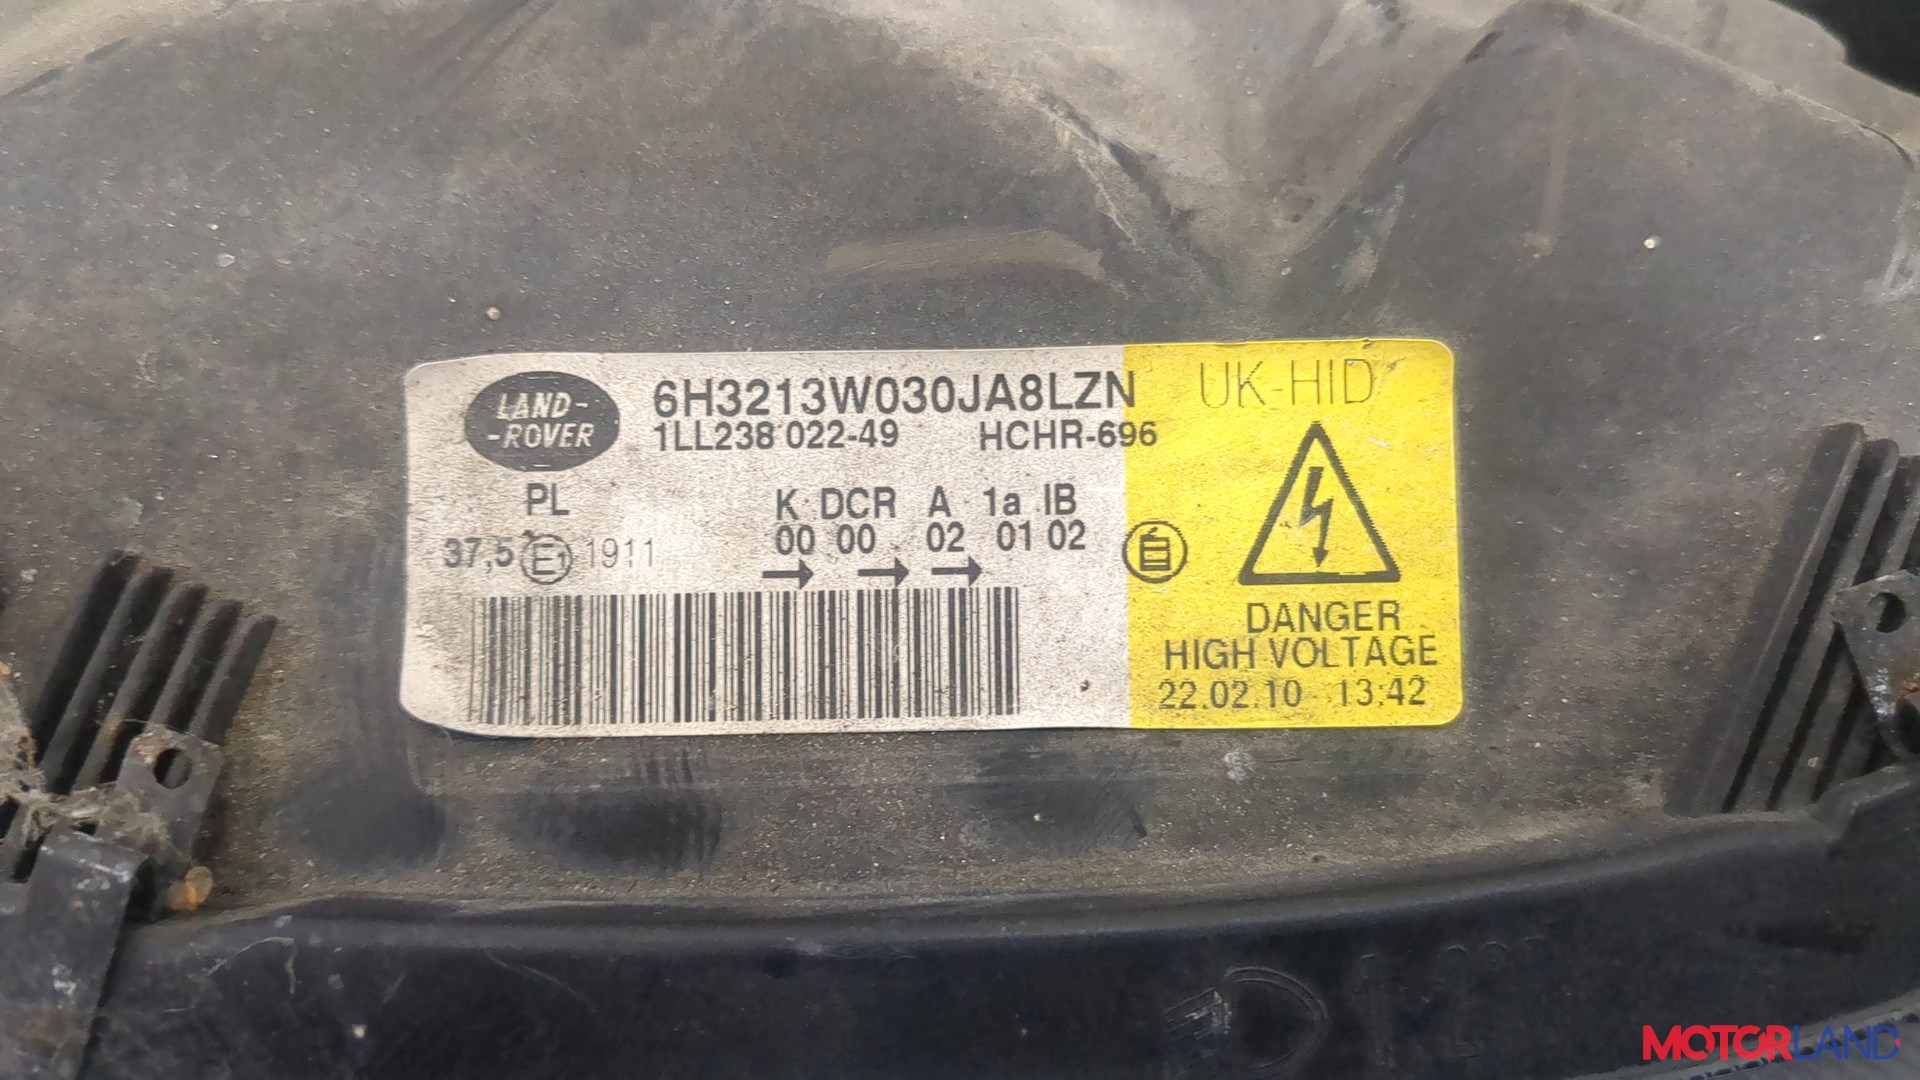 LAND-
-ROVER
6H3213W030JA8LZN
1LL238 022-49 HCHR-696
PL
K DCR A 1a IB
37,5 E1 1911 00 00 02 01 02
UK-HID
DANGER
HIGH VOLTAGE
22.02.10 13:42
MOTORLAND